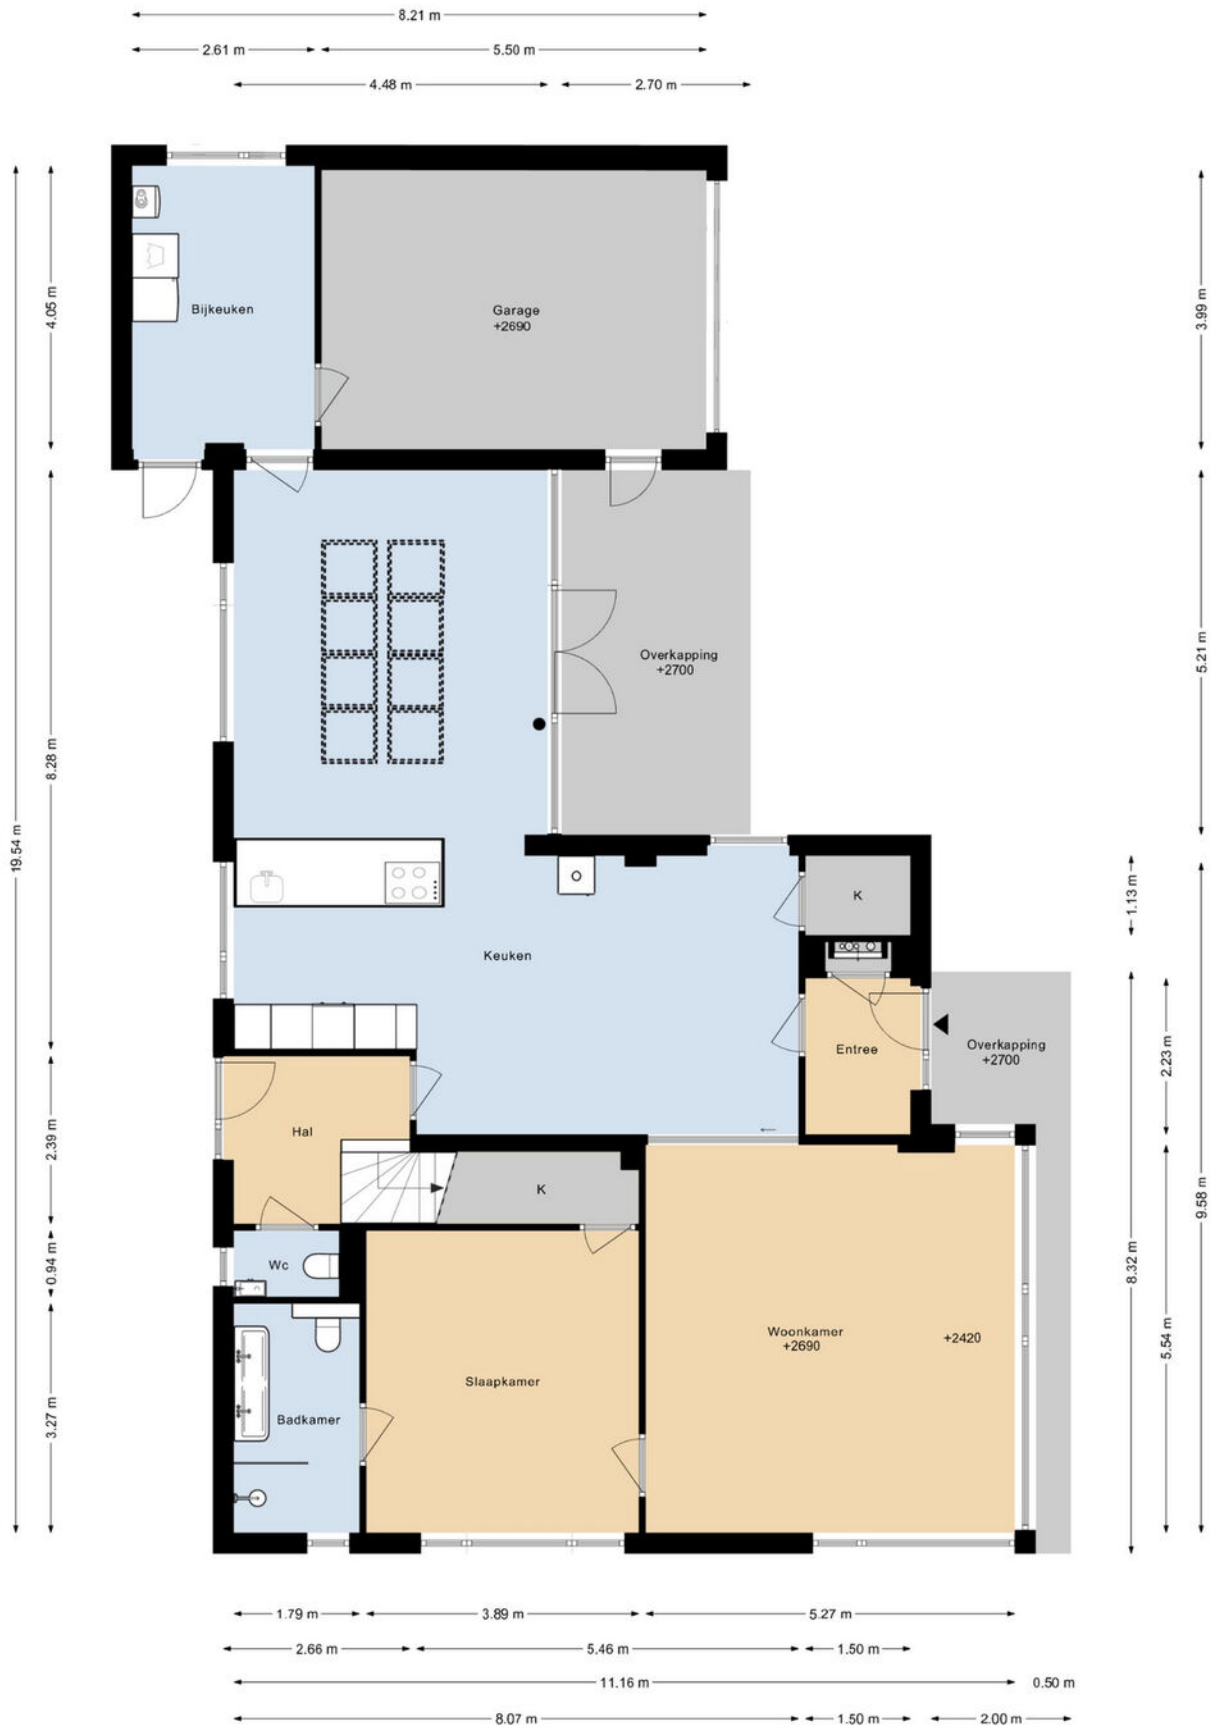 8.21 m
2.61 m
5.50 m
4.48 m
2.70 m
19.54 m
4.05 m
3.99 m
Bijkeuken
Garage
+2690
8.28 m
5.21 m
Overkapping
+2700
1.13 m
K
Keuken
9.58 m
Entree
Overkapping
+2700
2.23 m
2.39 m
Hal
K
8.32 m
0.94 m
Wc
Woonkamer
+2690
+2420
5.54 m
Slaapkamer
3.27 m
Badkamer
1.79 m
3.89 m
5.27 m
2.66 m
5.46 m
1.50 m
11.16 m
0.50 m
8.07 m
1.50 m
2.00 m